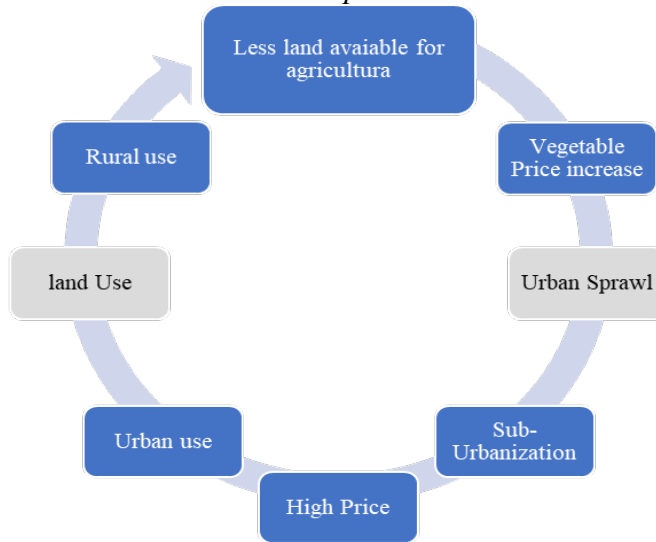 Less land avaiable for
agricultura
Vegetable
Price increase
Urban Sprawl
Sub-
Urbanization
High Price
Urban use
land Use
Rural use